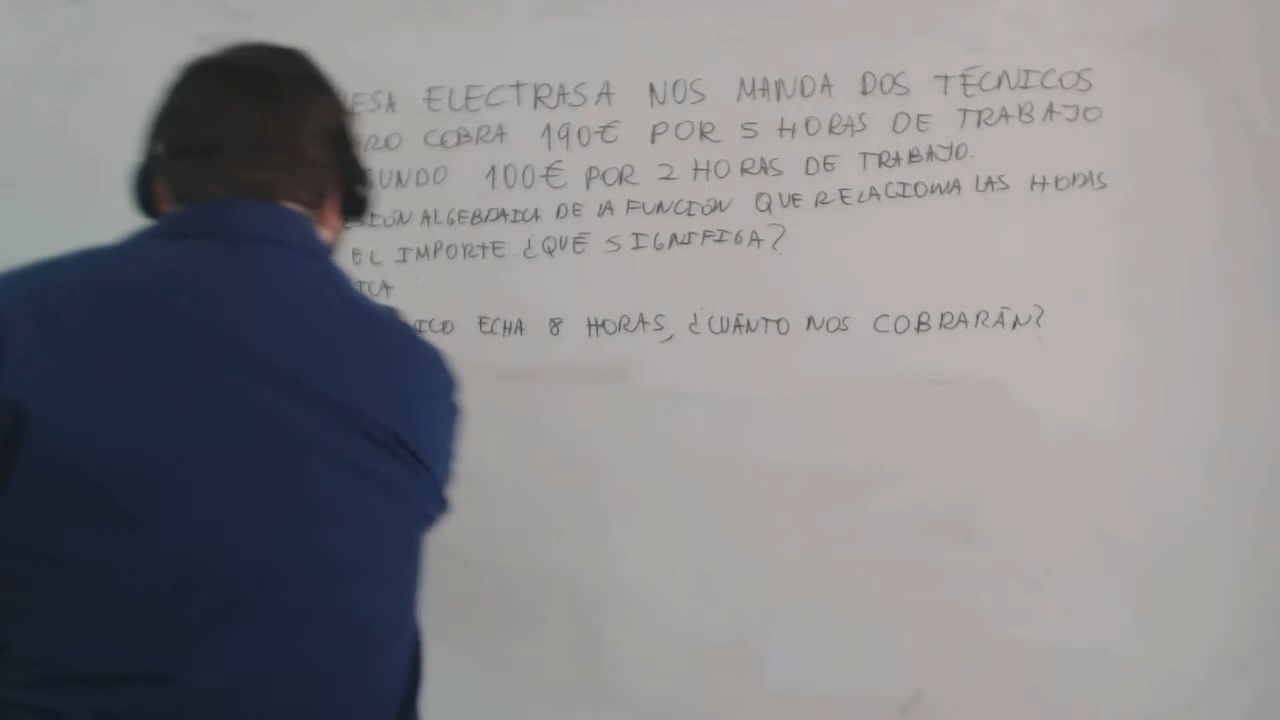 ESA ELECTRASA NOS MANDA DOS TÉCNICOS
RO COBRA 190€ POR 5 HORAS DE TRABAJO
UNDO 100€ POR 2 HORAS DE TRABAJO.
SIÓN ALGEBRAICA DE LA FUNCIÓN QUE RELACIONA LAS HORAS
EL IMPORTE. ¿QUÉ SIGNIFICA?
ICA
ICO ECHA 8 HORAS, ¿CUÁNTO NOS COBRARÁN?